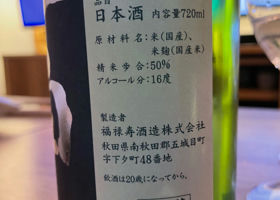 品目
日本酒 内容量720ml
原材料名:米(国産)、
米麹(国産米)
精米歩合:50%
アルコール分:16度
製造者
福禄寿酒造株式会社
秋田県南秋田郡五城目町
字下夕町48番地
飲酒は20歳になってから。